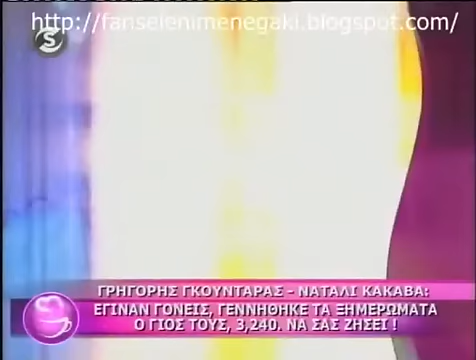 http://fanselenimenegaki.blogspot.com/
S
ΓΡΗΓΟΡΗΣ ΓΚΟΥΝΤΑΡΑΣ - ΝΑΤΑΛΙ ΚΑΚΑΒΑ:
ΕΓΙΝΑΝ ΓΟΝΕΙΣ, ΓΕΝΝΗΘΗΚΕ ΤΑ ΞΗΜΕΡΩΜΑΤΑ
Ο ΓΙΟΣ ΤΟΥΣ, 3,240. ΝΑ ΣΑΣ ΖΗΣΕΙ !